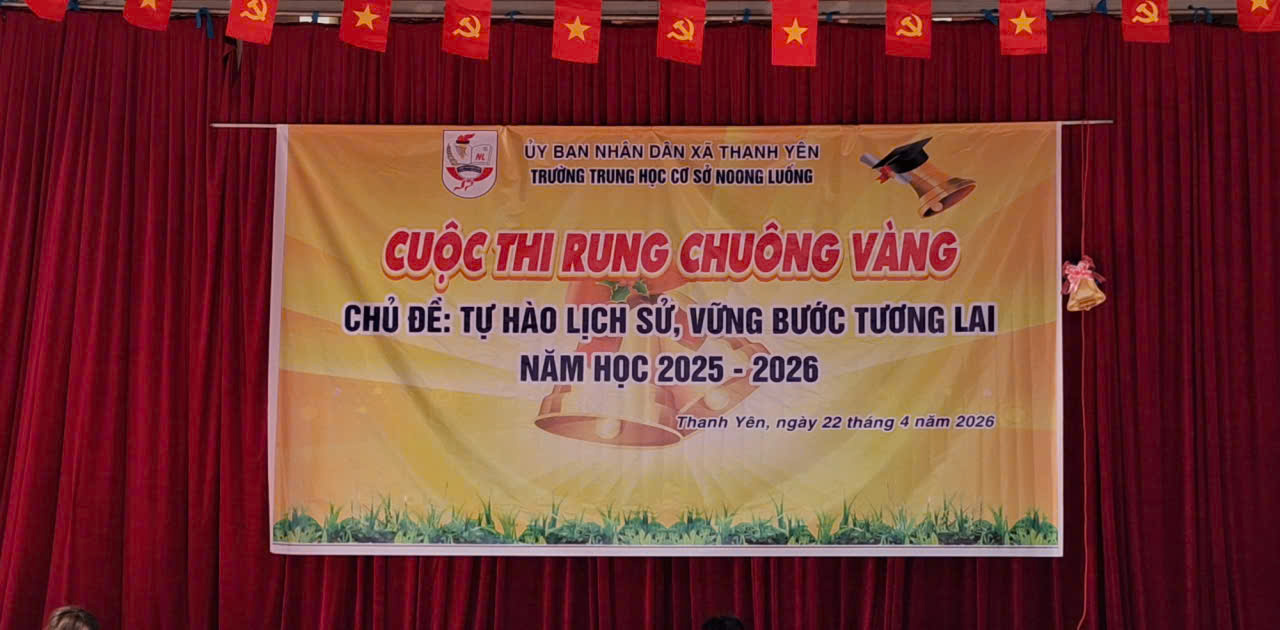 NL
ỦY BAN NHÂN DÂN XÃ THANH YÊN
TRƯỜNG TRUNG HỌC CƠ SỞ NOONG LUỐNG
CUỘC THI RUNG CHUÔNG VÀNG
CHỦ ĐỀ: TỰ HÀO LỊCH SỬ, VỮNG BƯỚC TƯƠNG LAI
NĂM HỌC 2025 - 2026
Thanh Yên, ngày 22 tháng 4 năm 2026